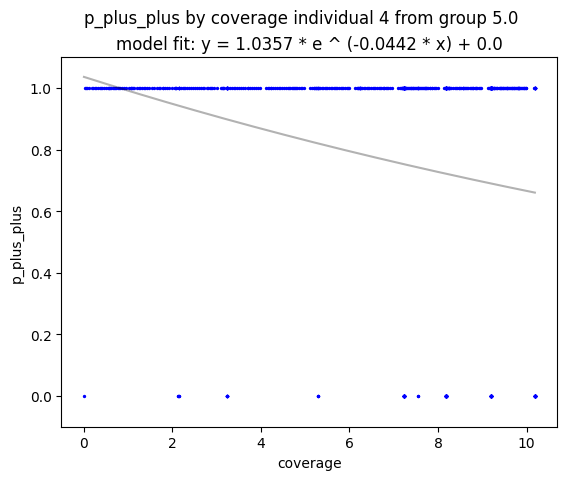 p_plus_plus by coverage individual 4 from group 5.0
model fit: y = 1.0357 * e ^ (-0.0442 * x) + 0.0
1.0
0.8
0.6
0.4
0.2
0.0
p_plus_plus
0 2 4 6 8 10
coverage